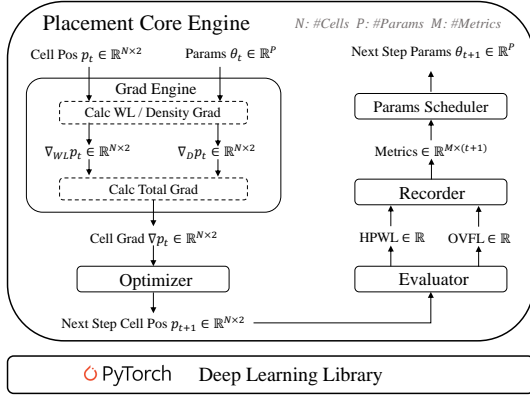 Placement Core Engine
N: #Cells P: #Params M: #Metrics
Cell Pos p_t ∈ ℝ^{N×2}
Params θ_t ∈ ℝ^P
Grad Engine
Calc WL / Density Grad
∇_{WL}p_t ∈ ℝ^{N×2}
∇_D p_t ∈ ℝ^{N×2}
Calc Total Grad
Cell Grad ∇p_t ∈ ℝ^{N×2}
Optimizer
Next Step Cell Pos p_{t+1} ∈ ℝ^{N×2}
Next Step Params θ_{t+1} ∈ ℝ^P
Params Scheduler
Metrics ∈ ℝ^{M×(t+1)}
Recorder
HPWL ∈ ℝ
OVFL ∈ ℝ
Evaluator
PyTorch Deep Learning Library